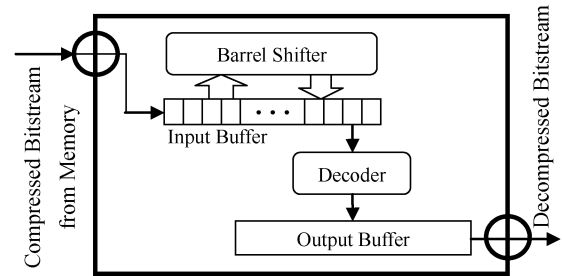 Compressed Bitstream
from Memory
Barrel Shifter
Input Buffer
Decoder
Output Buffer
Decompressed Bitstream